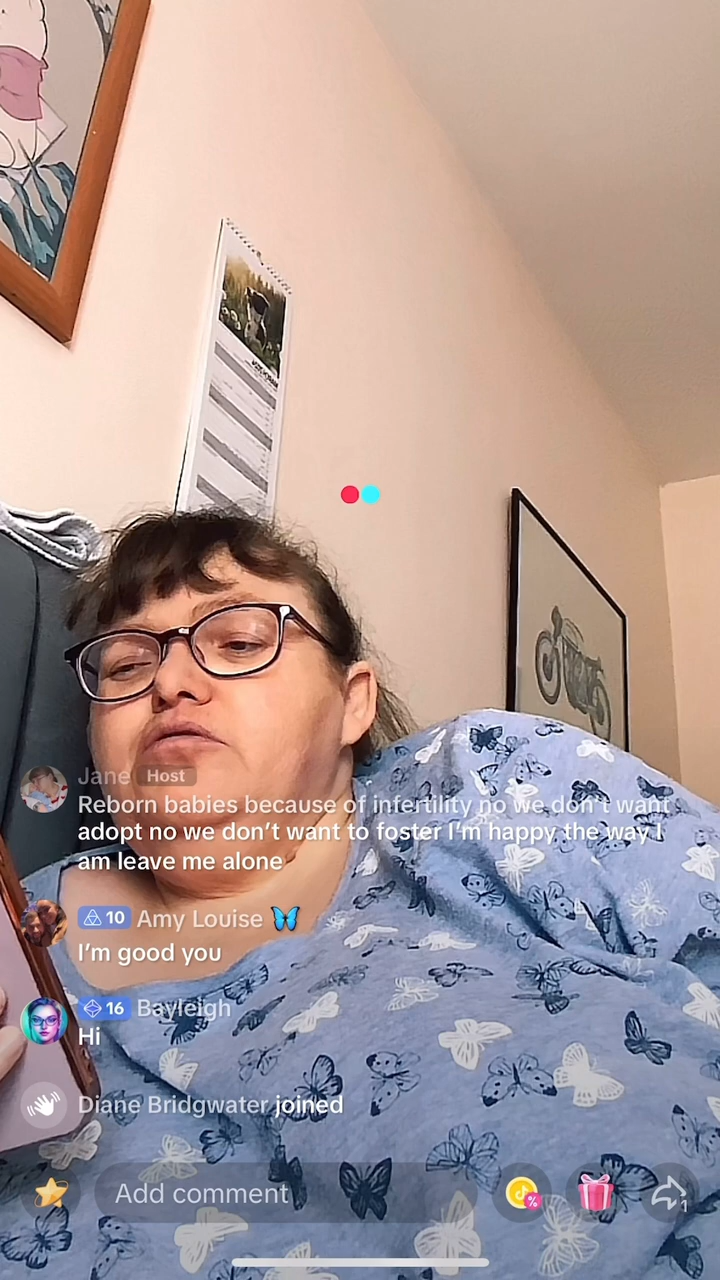 Jane Host
Reborn babies because of infertility no we don't want
adopt no we don't want to foster I'm happy the way I
am leave me alone
10 Amy Louise 🦋
I'm good you
16 Bayleigh
Hi
Diane Bridgwater joined
Add comment
1